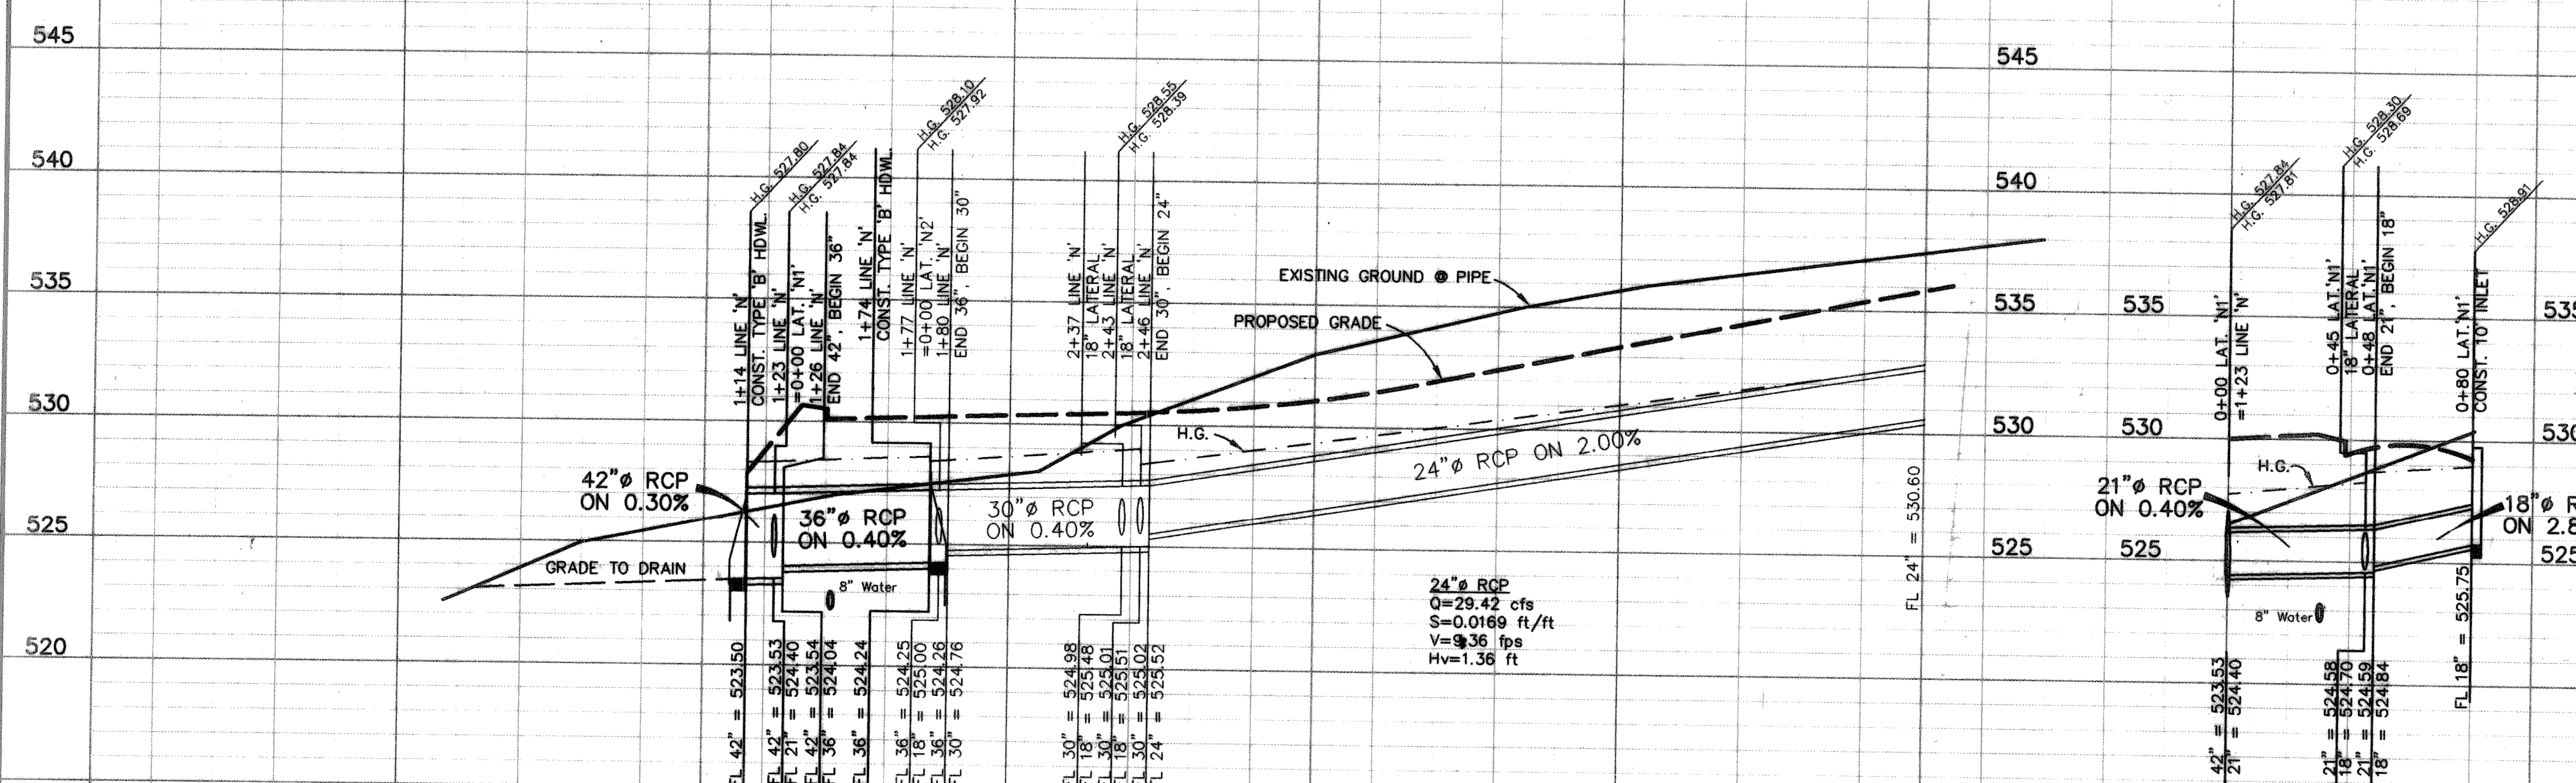 545
540
535
530
525
520
H.G. 527.80
H.G. 527.84
H.G. 527.84
H.G. 528.10
H.G. 527.92
H.G. 528.55
H.G. 528.39
1+14 LINE 'N'
CONST. TYPE 'B' HDWL.
1+23 LINE 'N'
=0+00 LAT. 'N1'
1+26 LINE 'N'
END 42", BEGIN 36"
1+74 LINE 'N'
CONST. TYPE 'B' HDWL.
1+77 LINE 'N'
=0+00 LAT. 'N2'
1+80 LINE 'N'
END 36", BEGIN 30"
2+37 LINE 'N'
18" LATERAL
2+43 LINE 'N'
18" LATERAL
2+46 LINE 'N'
END 30", BEGIN 24"
EXISTING GROUND @ PIPE
PROPOSED GRADE
H.G.
42"ø RCP
ON 0.30%
36"ø RCP
ON 0.40%
30"ø RCP
ON 0.40%
24"ø RCP ON 2.00%
GRADE TO DRAIN
8" Water
24"ø RCP
Q=29.42 cfs
S=0.0169 ft/ft
V=9.36 fps
Hv=1.36 ft
FL 42" = 523.50
FL 42" = 523.53
FL 21" = 524.40
FL 42" = 523.54
FL 36" = 524.04
FL 36" = 524.24
FL 36" = 524.25
FL 18" = 525.00
FL 36" = 524.26
FL 30" = 524.76
FL 30" = 524.98
FL 18" = 525.48
FL 30" = 525.01
FL 18" = 525.51
FL 30" = 525.02
FL 24" = 525.52
FL 24" = 530.60
545
540
535
530
525
535
530
525
H.G. 527.84
H.G. 527.81
H.G. 528.30
H.G. 528.69
H.G. 528.91
0+00 LAT. 'N1'
=1+23 LINE 'N'
0+45 LAT.'N1'
18" LATERAL
0+48 LAT.'N1'
END 21", BEGIN 18"
0+80 LAT.'N1'
CONST. 10' INLET
H.G.
21"ø RCP
ON 0.40%
18"ø R
ON 2.8
8" Water
42" = 523.53
21" = 524.40
21" = 524.58
18" = 524.70
21" = 524.59
18" = 524.84
FL 18" = 525.75
535
530
525